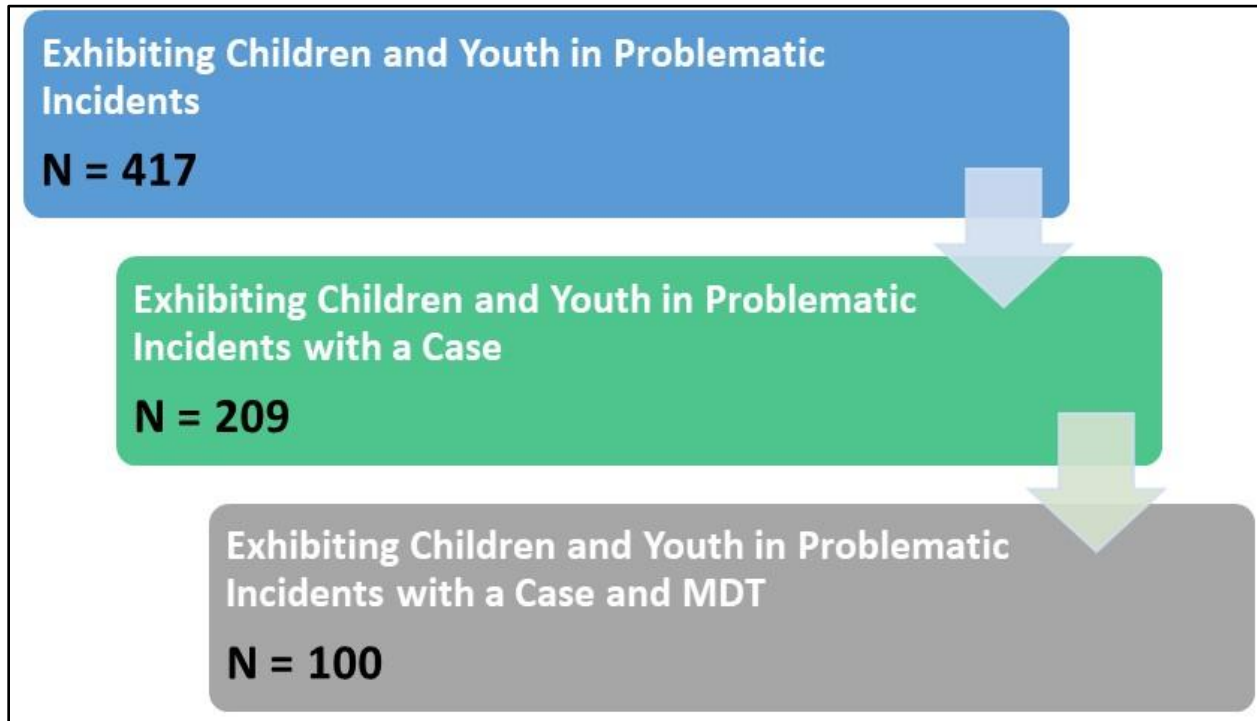 Exhibiting Children and Youth in Problematic
Incidents
N = 417
Exhibiting Children and Youth in Problematic
Incidents with a Case
N = 209
Exhibiting Children and Youth in Problematic
Incidents with a Case and MDT
N = 100